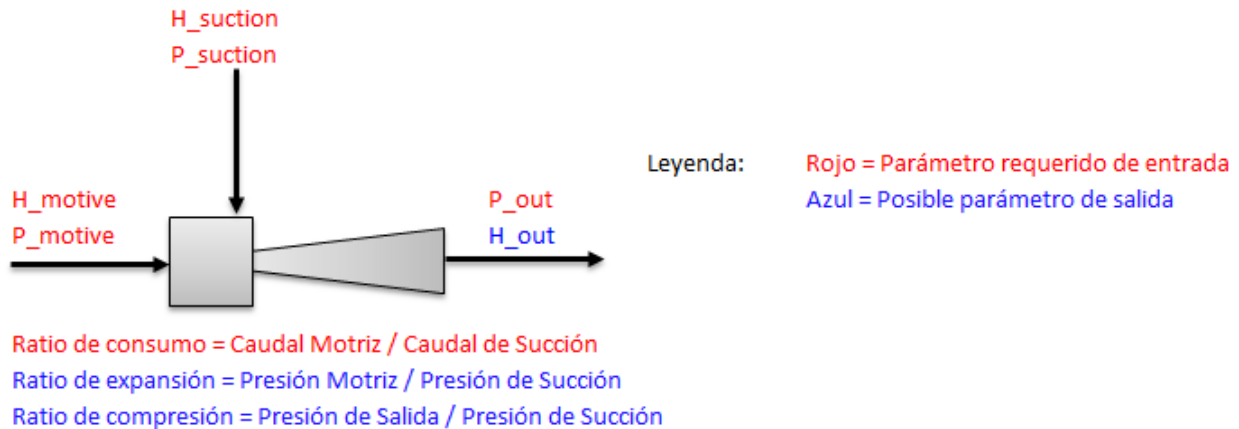 H_suction
P_suction
Leyenda: Rojo = Parámetro requerido de entrada
Azul = Posible parámetro de salida
H_motive
P_motive
P_out
H_out
Ratio de consumo = Caudal Motriz / Caudal de Succión
Ratio de expansión = Presión Motriz / Presión de Succión
Ratio de compresión = Presión de Salida / Presión de Succión